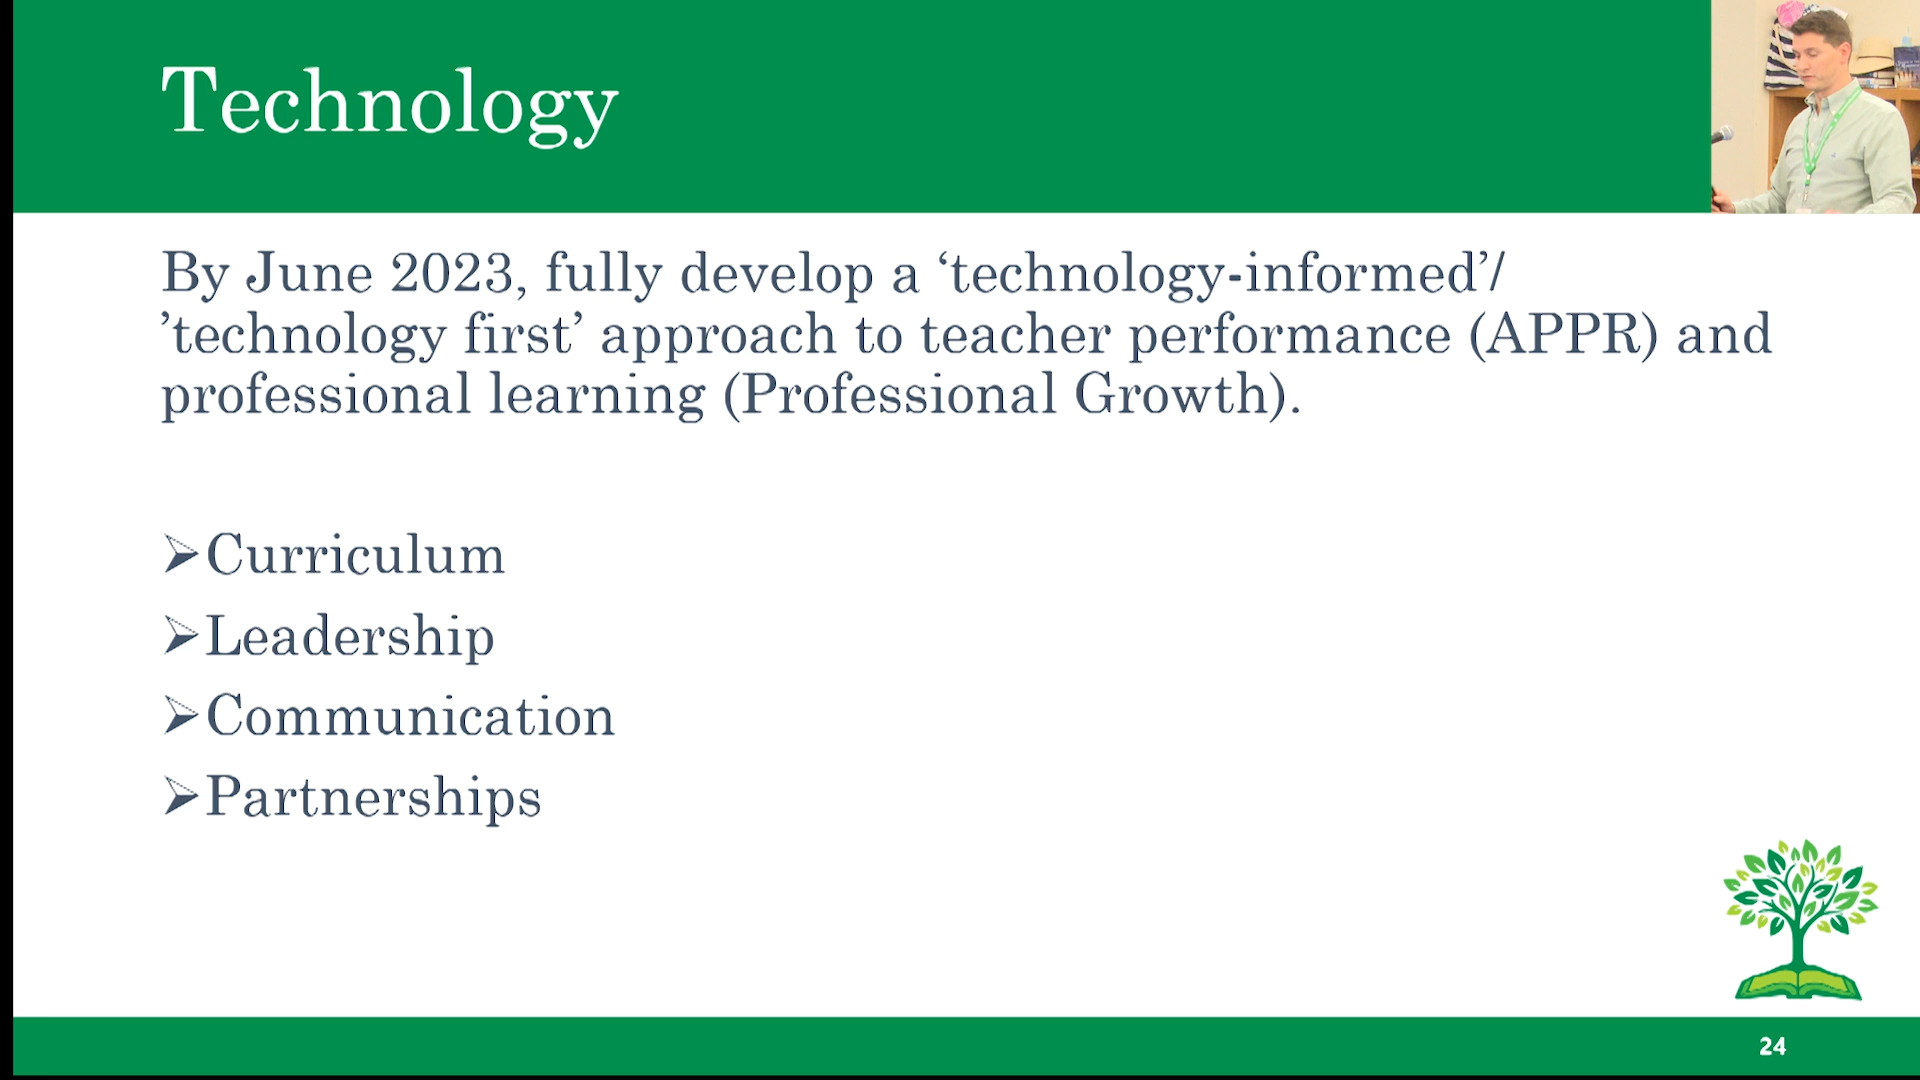 Technology
By June 2023, fully develop a ‘technology-informed’/
’technology first’ approach to teacher performance (APPR) and
professional learning (Professional Growth).
➢Curriculum
➢Leadership
➢Communication
➢Partnerships
24